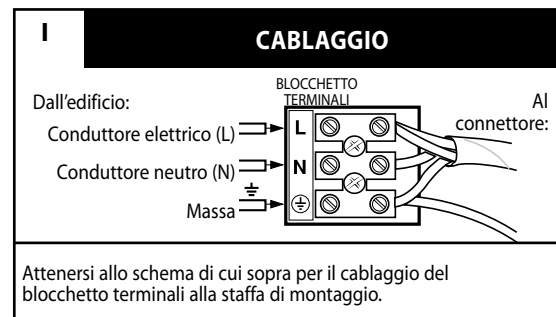 I
CABLAGGIO
BLOCCHETTO
TERMINALI
Dall'edificio:
Al
connettore:
Conduttore elettrico (L)
L
Conduttore neutro (N)
N
Massa
Attenersi allo schema di cui sopra per il cablaggio del
blocchetto terminali alla staffa di montaggio.